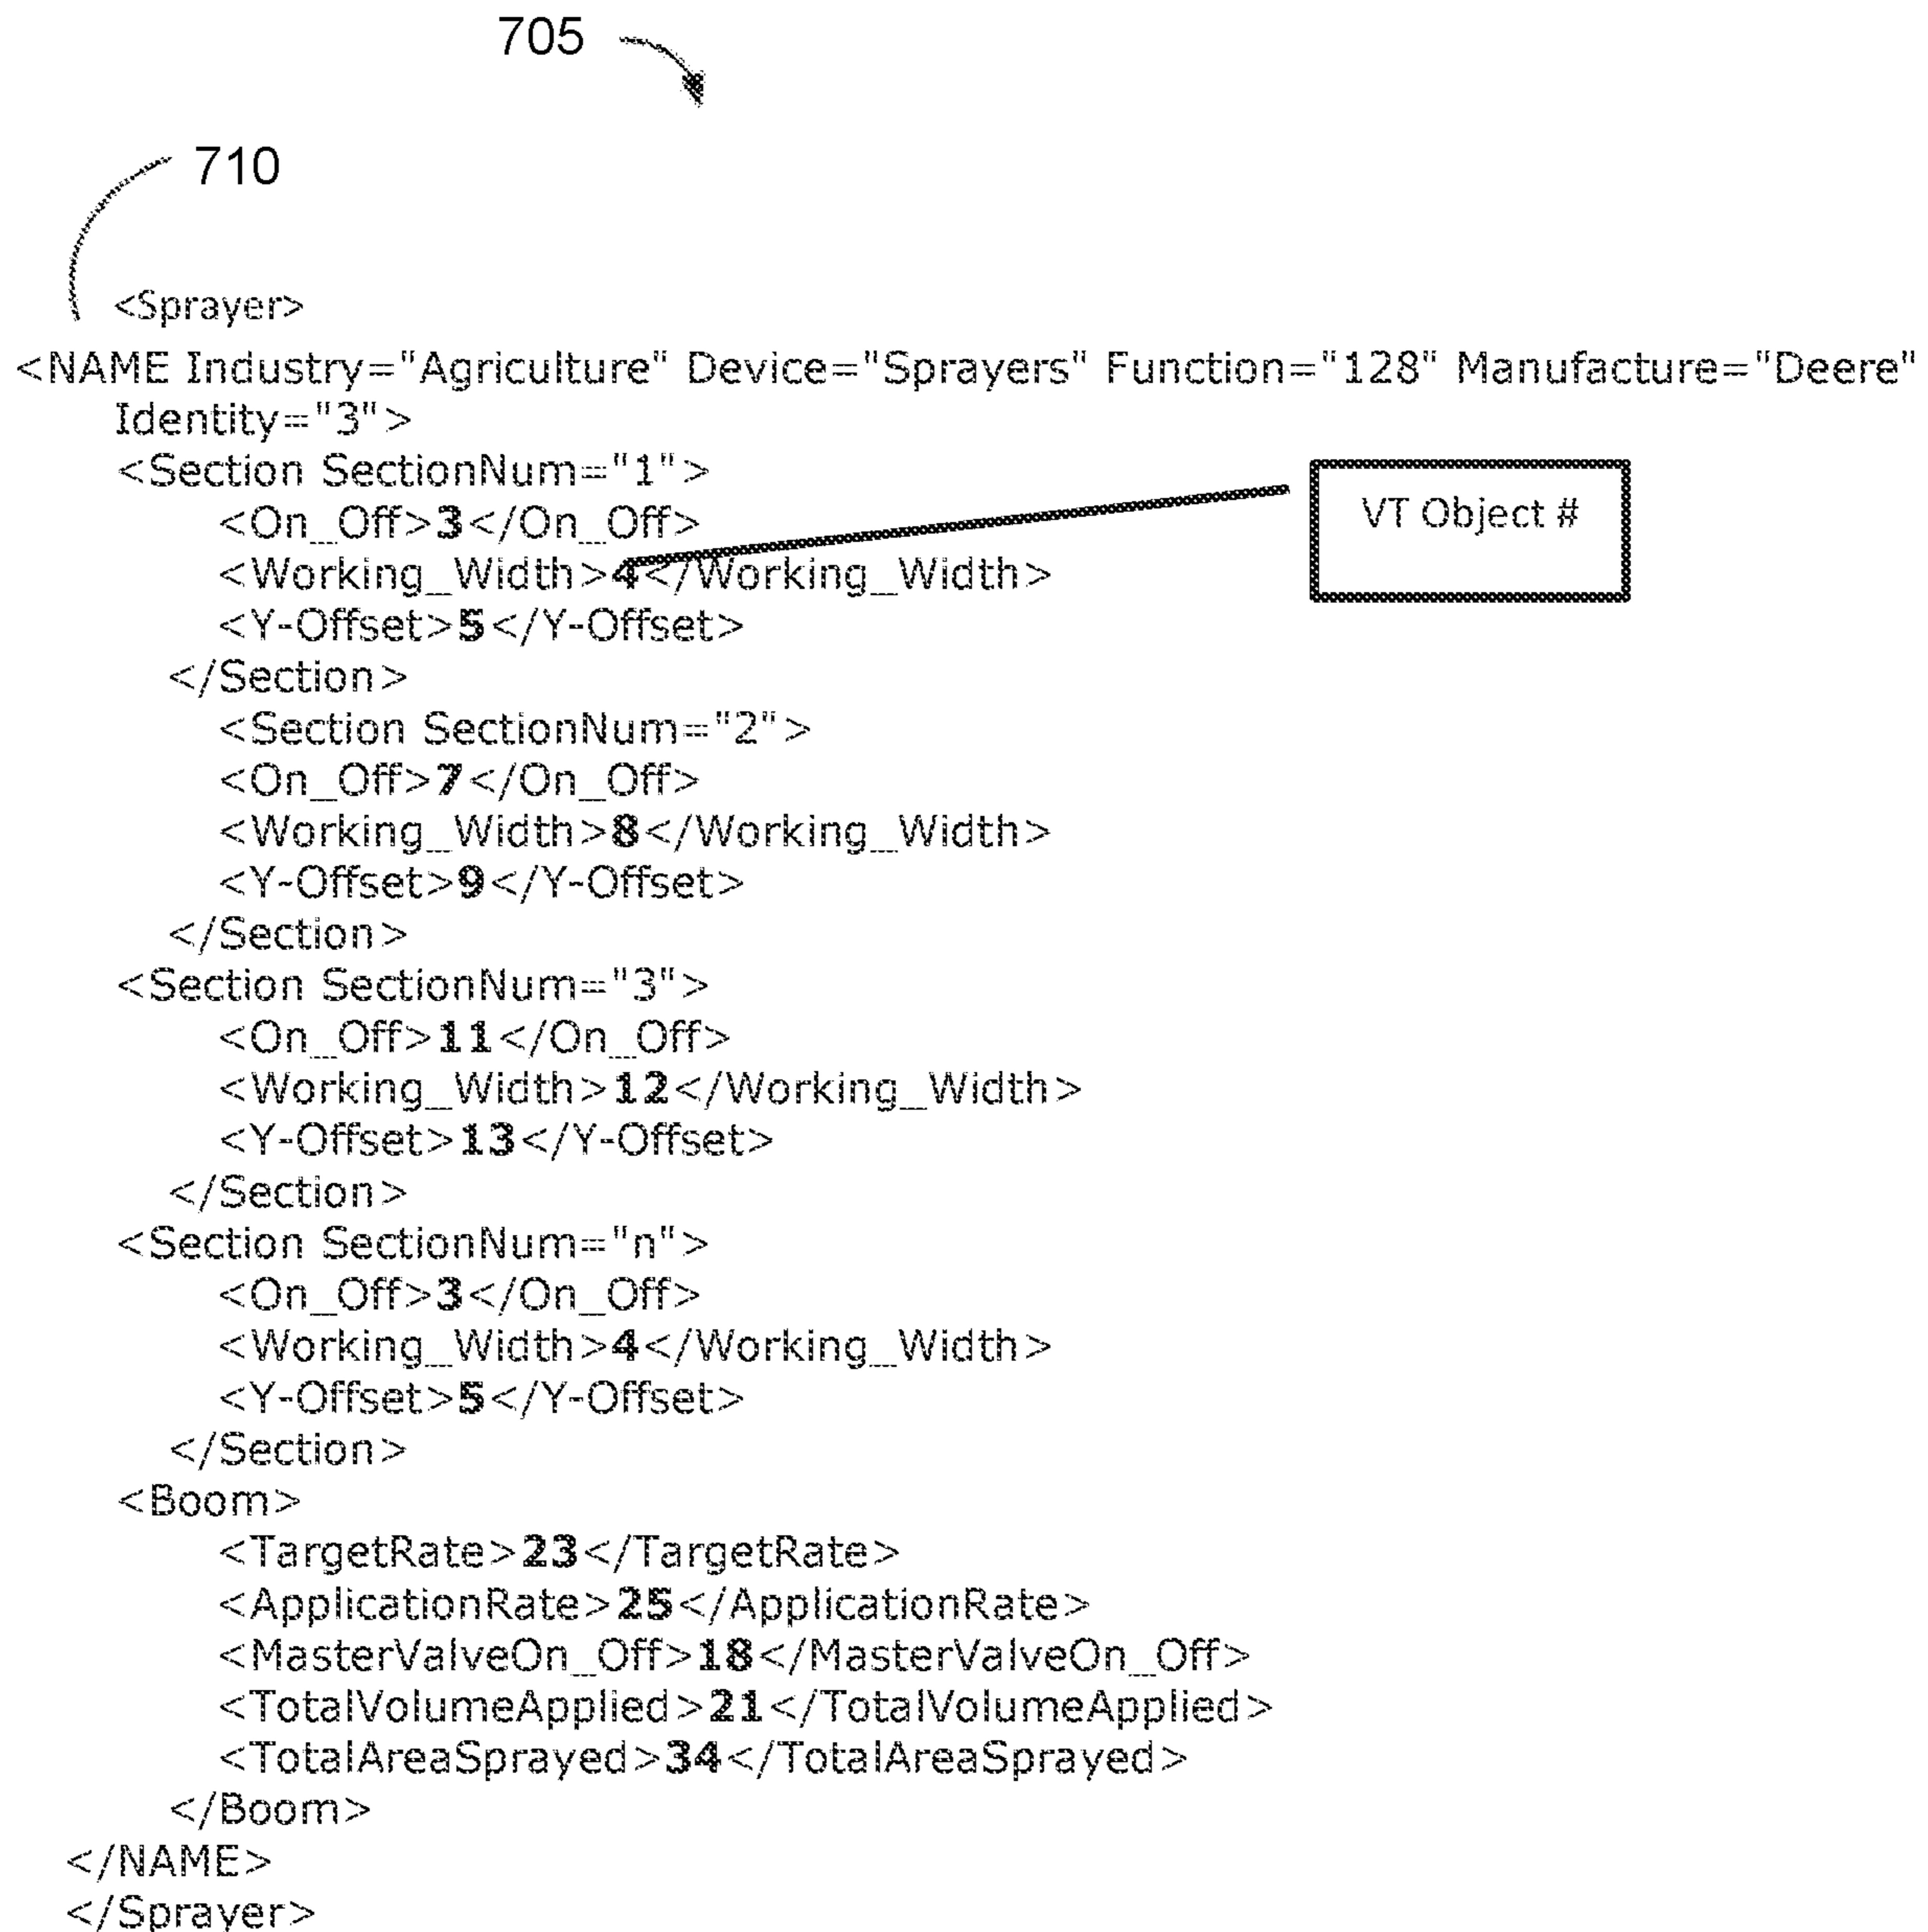 705
710
<Sprayer>
<NAME Industry="Agriculture" Device="Sprayers" Function="128" Manufacture="Deere"
Identity="3">
<Section SectionNum="1">
<On_Off>3</On_Off>
<Working_Width>4</Working_Width>
VT Object #
<Y-Offset>5</Y-Offset>
</Section>
<Section SectionNum="2">
<On_Off>7</On_Off>
<Working_Width>8</Working_Width>
<Y-Offset>9</Y-Offset>
</Section>
<Section SectionNum="3">
<On_Off>11</On_Off>
<Working_Width>12</Working_Width>
<Y-Offset>13</Y-Offset>
</Section>
<Section SectionNum="n">
<On_Off>3</On_Off>
<Working_Width>4</Working_Width>
<Y-Offset>5</Y-Offset>
</Section>
<Boom>
<TargetRate>23</TargetRate>
<ApplicationRate>25</ApplicationRate>
<MasterValveOn_Off>18</MasterValveOn_Off>
<TotalVolumeApplied>21</TotalVolumeApplied>
<TotalAreaSprayed>34</TotalAreaSprayed>
</Boom>
</NAME>
</Sprayer>